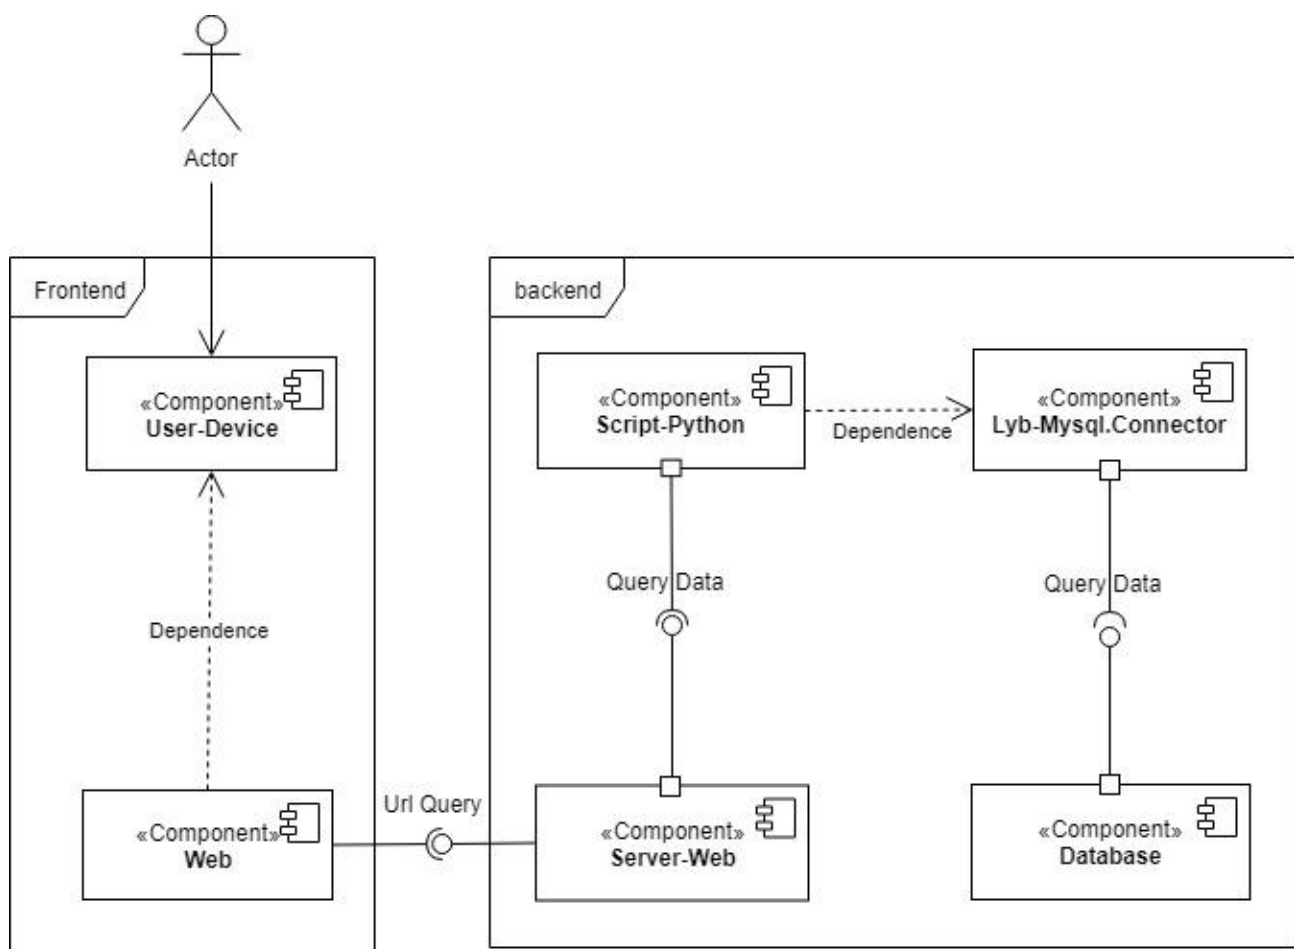 Actor
Frontend
backend
«Component»
User-Device
«Component»
Script-Python
Dependence
«Component»
Lyb-Mysql.Connector
Query Data
Query Data
Dependence
Url Query
«Component»
Web
«Component»
Server-Web
«Component»
Database